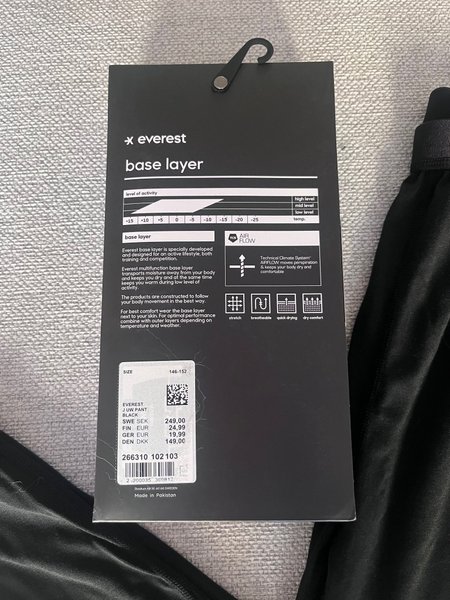 everest
base layer
level of activity
high level
mid level
low level
-15 -10 +5 0 -5 -10 -15 -20 -25 temp.
base layer
Everest base layer is specially developed
and designed for an active lifestyle, both
training and competition.
Everest multifunction base layer
transports moisture away from your body
and keeps you dry and at the same time
keeps you warm during low level of
activity.
The products are constructed to follow
your body movement in the best way.
For best comfort wear the base layer
next to your skin. For optimal performance
combine with outer layers depending on
temperature and weather.
AIR
FLOW
Technical Climate System!
AIRFLOW moves perspiration
& keeps your body dry and
comfortable
stretch breatheable quick drying dry comfort
SIZE 146-152
EVEREST
J UW PANT
BLACK
SWE SEK 249,00
FIN EUR 24,99
GER EUR 19,99
DEN DKK 149,00
266310 102103
Made in Pakistan